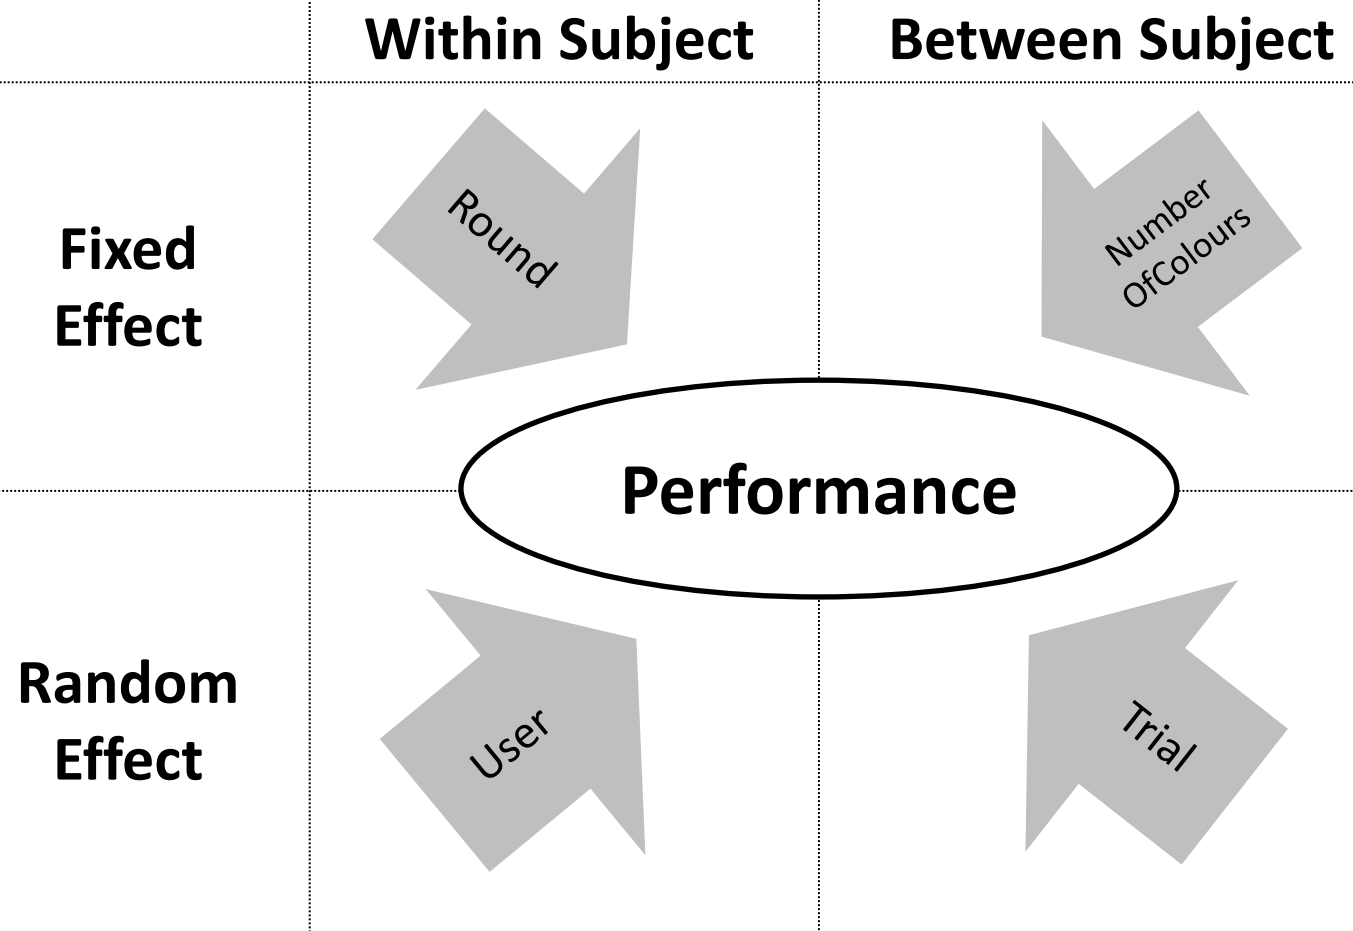 Within Subject
Between Subject
Fixed
Effect
Round
Number
OfColours
Performance
Random
Effect
User
Trial